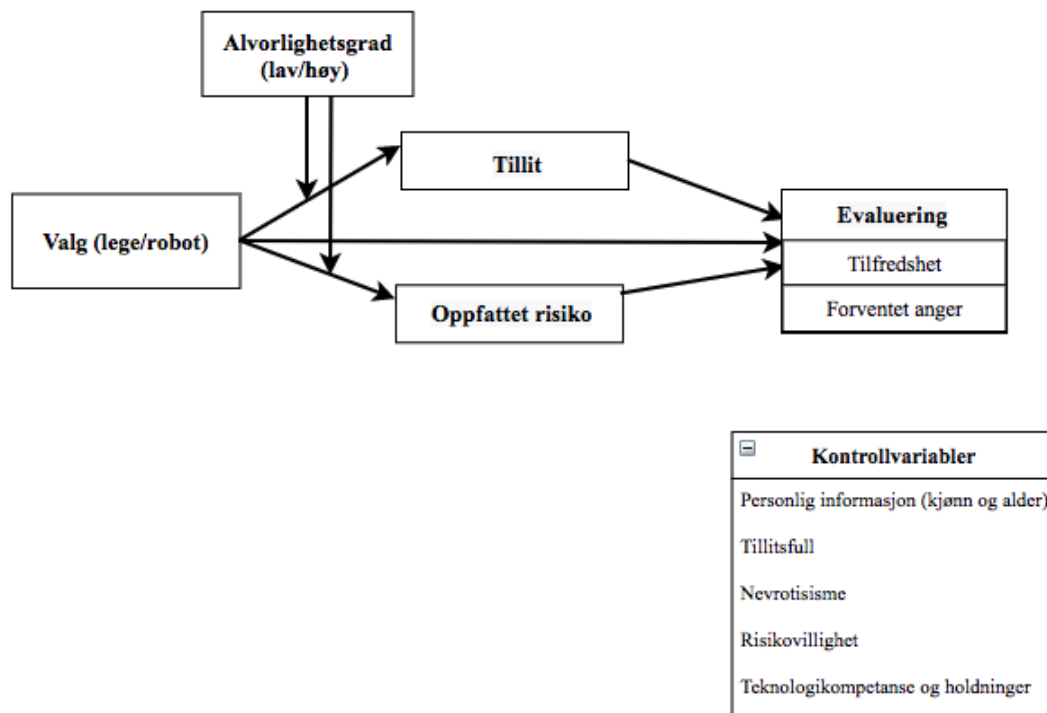 Alvorlighetsgrad
(lav/høy)
Tillit
Valg (lege/robot)
Evaluering
Tilfredshet
Oppfattet risiko
Forventet anger
Kontrollvariabler
Personlig informasjon (kjønn og alder)
Tillitsfull
Nevrotisisme
Risikovillighet
Teknologikompetanse og holdninger